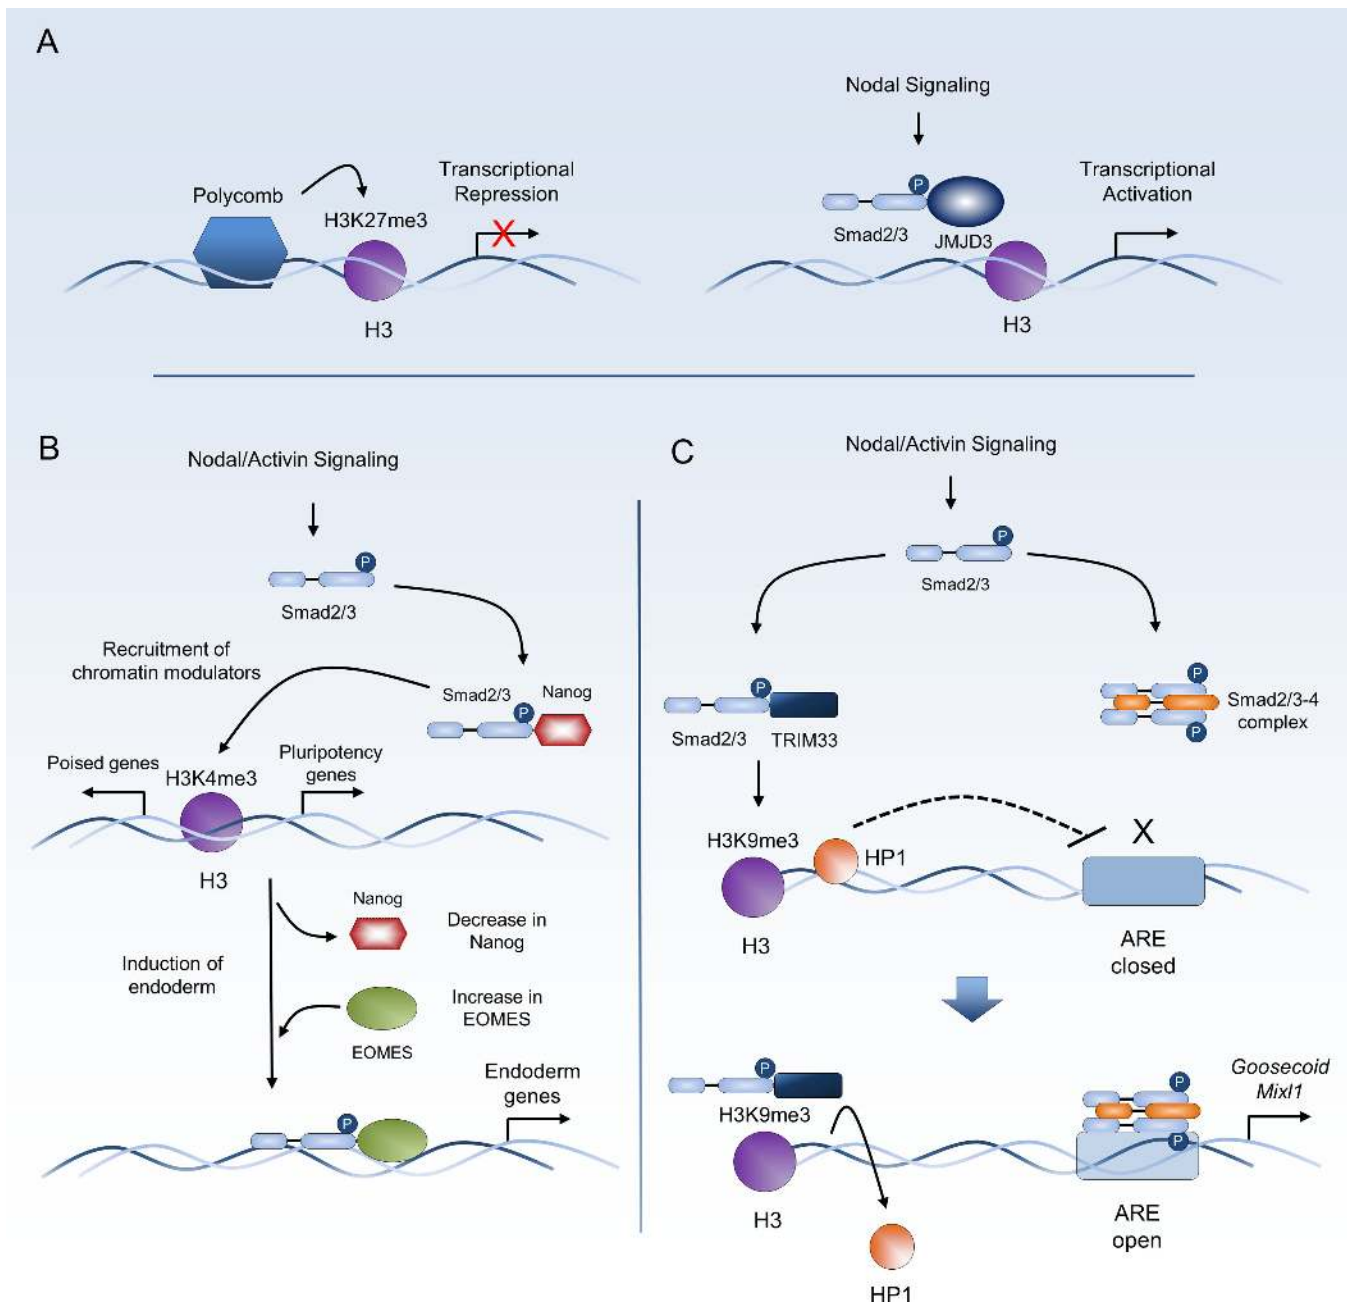 A
Polycomb
H3K27me3
Transcriptional
Repression
X
H3
Nodal Signaling
P
Smad2/3
JMJD3
Transcriptional
Activation
H3
B
Nodal/Activin Signaling
P
Smad2/3
Recruitment of
chromatin modulators
Smad2/3
P
Nanog
Poised genes
H3K4me3
Pluripotency
genes
H3
Nanog
Decrease in
Nanog
Induction of
endoderm
Increase in
EOMES
EOMES
P
Endoderm
genes
C
Nodal/Activin Signaling
P
Smad2/3
P
Smad2/3
TRIM33
P
P
Smad2/3-4
complex
H3K9me3
HP1
X
H3
ARE
closed
P
H3K9me3
H3
HP1
P
P
Goosecoid
Mixl1
ARE
open